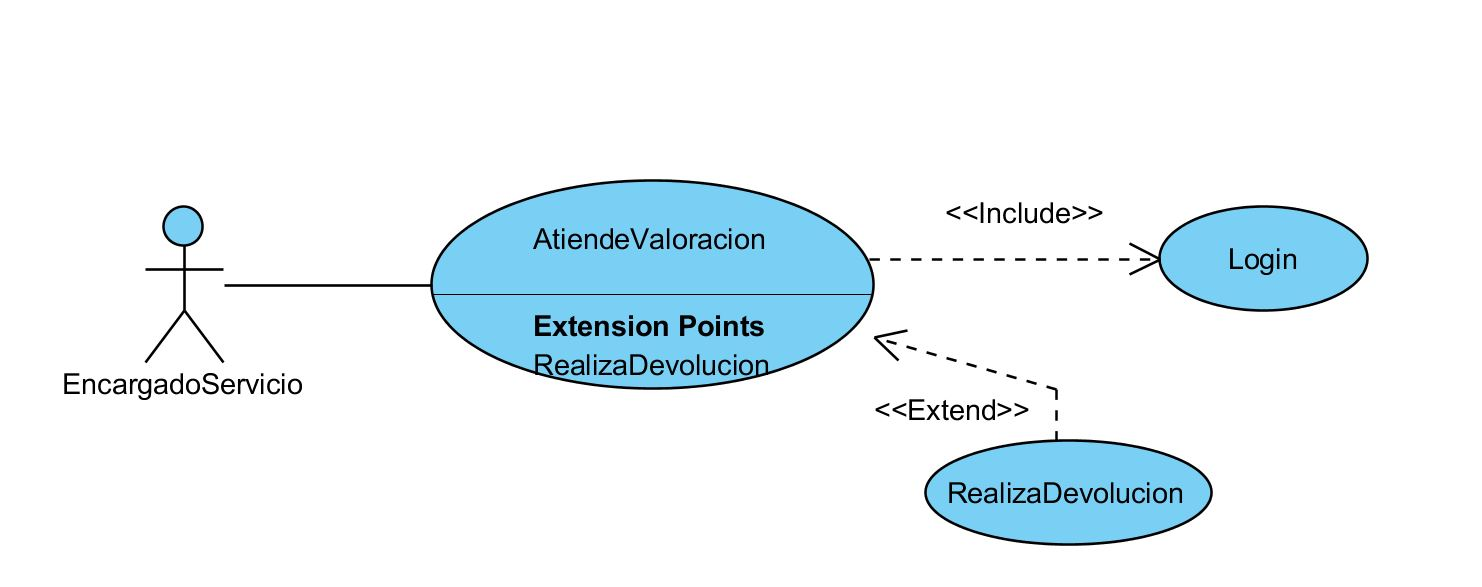 AtiendeValoracion
Extension Points
RealizaDevolucion
EncargadoServicio
<<Include>>
Login
<<Extend>>
RealizaDevolucion